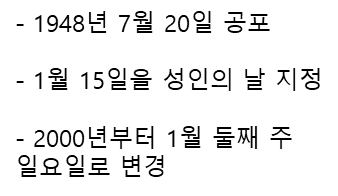 - 1948년 7월 20일 공포
- 1월 15일을 성인의 날 지정
- 2000년부터 1월 둘째 주
일요일로 변경